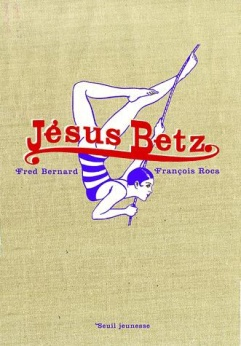 Jésus Betz
Fred Bernard François Roca
Seuil jeunesse